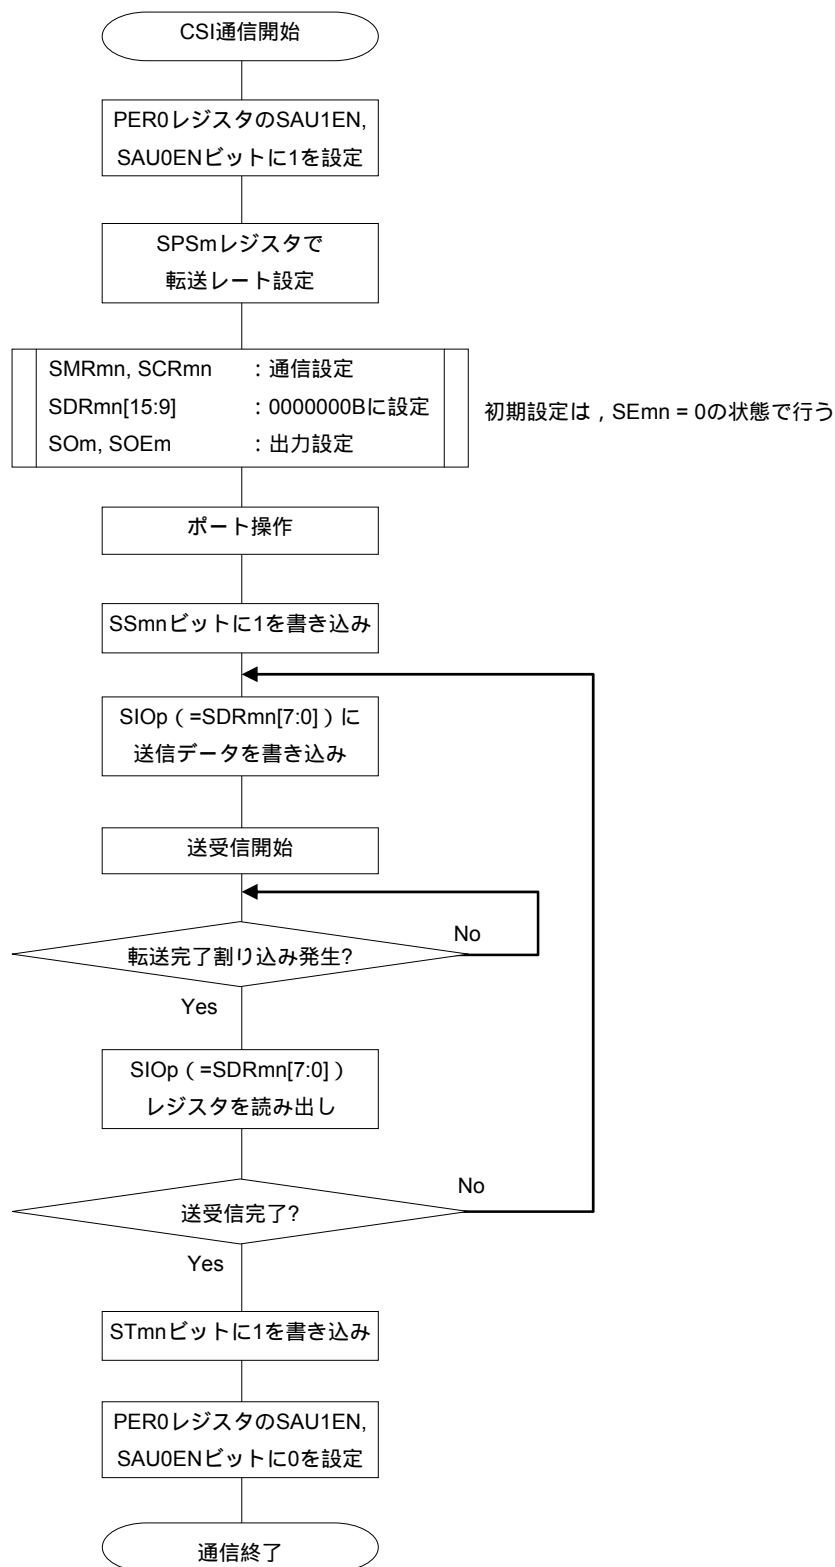 CSI通信開始
PER0レジスタのSAU1EN,
SAU0ENビットに1を設定
SPSmレジスタで
転送レート設定
SMRmn, SCRmn :通信設定
SDRmn[15:9] :0000000Bに設定
SOm, SOEm :出力設定
初期設定は,SEmn = 0の状態で行う
ポート操作
SSmnビットに1を書き込み
SIOp(=SDRmn[7:0])に
送信データを書き込み
送受信開始
転送完了割り込み発生?
No
Yes
SIOp(=SDRmn[7:0])
レジスタを読み出し
送受信完了?
No
Yes
STmnビットに1を書き込み
PER0レジスタのSAU1EN,
SAU0ENビットに0を設定
通信終了